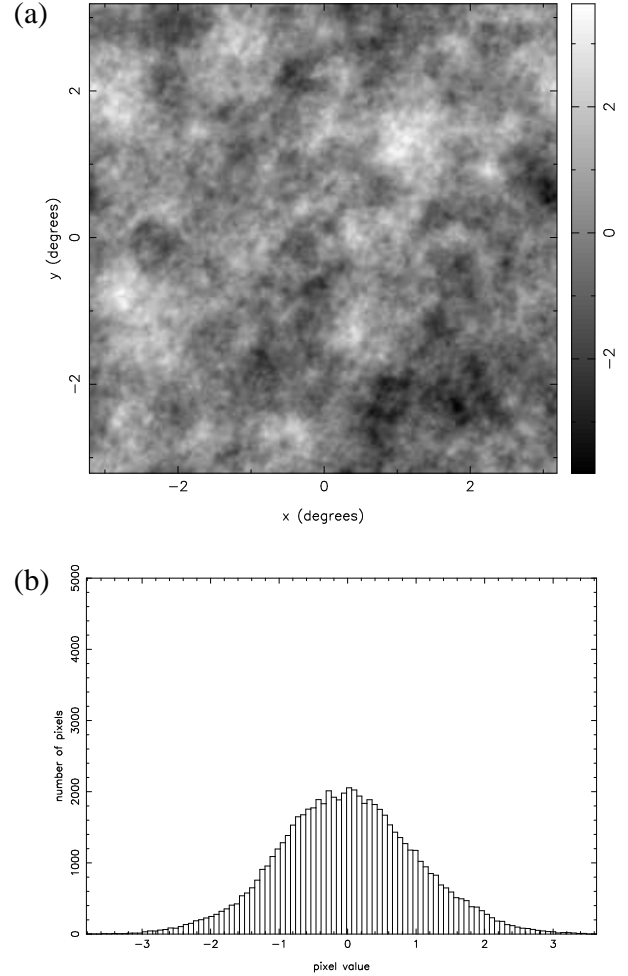 (a)
2
0
−2
y (degrees)
−2 0 2
x (degrees)
2
0
−2
(b)
5000
4000
3000
2000
1000
0
number of pixels
−3 −2 −1 0 1 2 3
pixel value